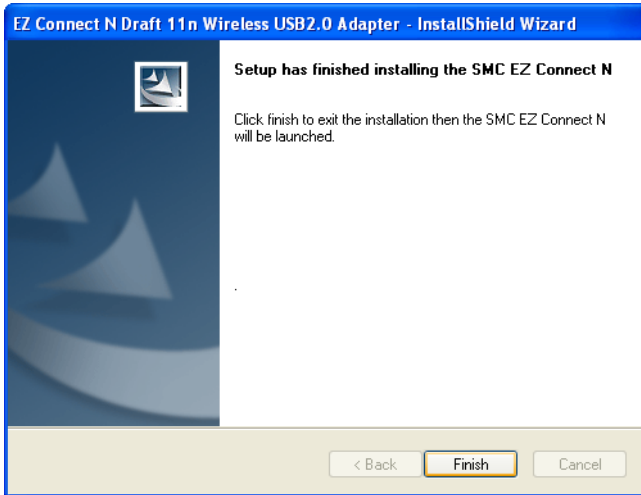 EZ Connect N Draft 11n Wireless USB2.0 Adapter - InstallShield Wizard
Setup has finished installing the SMC EZ Connect N
Click finish to exit the installation then the SMC EZ Connect N
will be launched.
.
< Back Finish Cancel